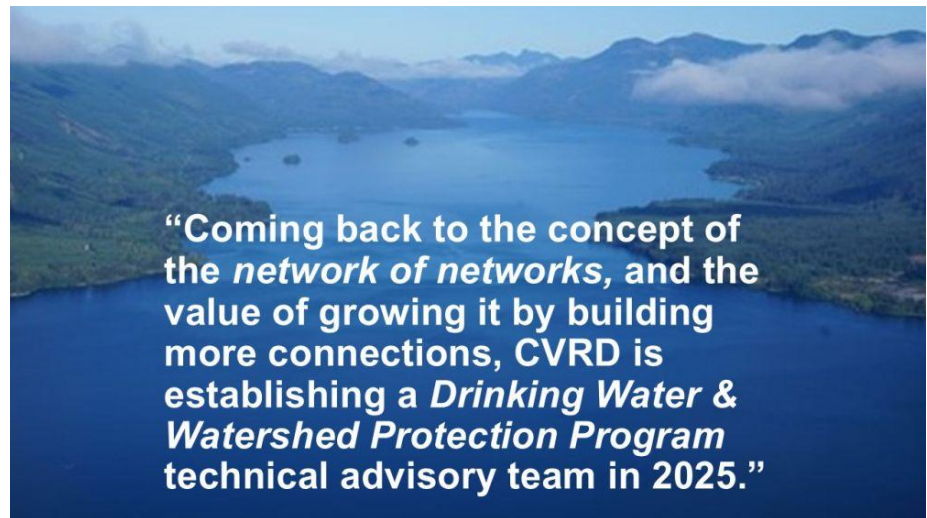 “Coming back to the concept of
the network of networks, and the
value of growing it by building
more connections, CVRD is
establishing a Drinking Water &
Watershed Protection Program
technical advisory team in 2025.”